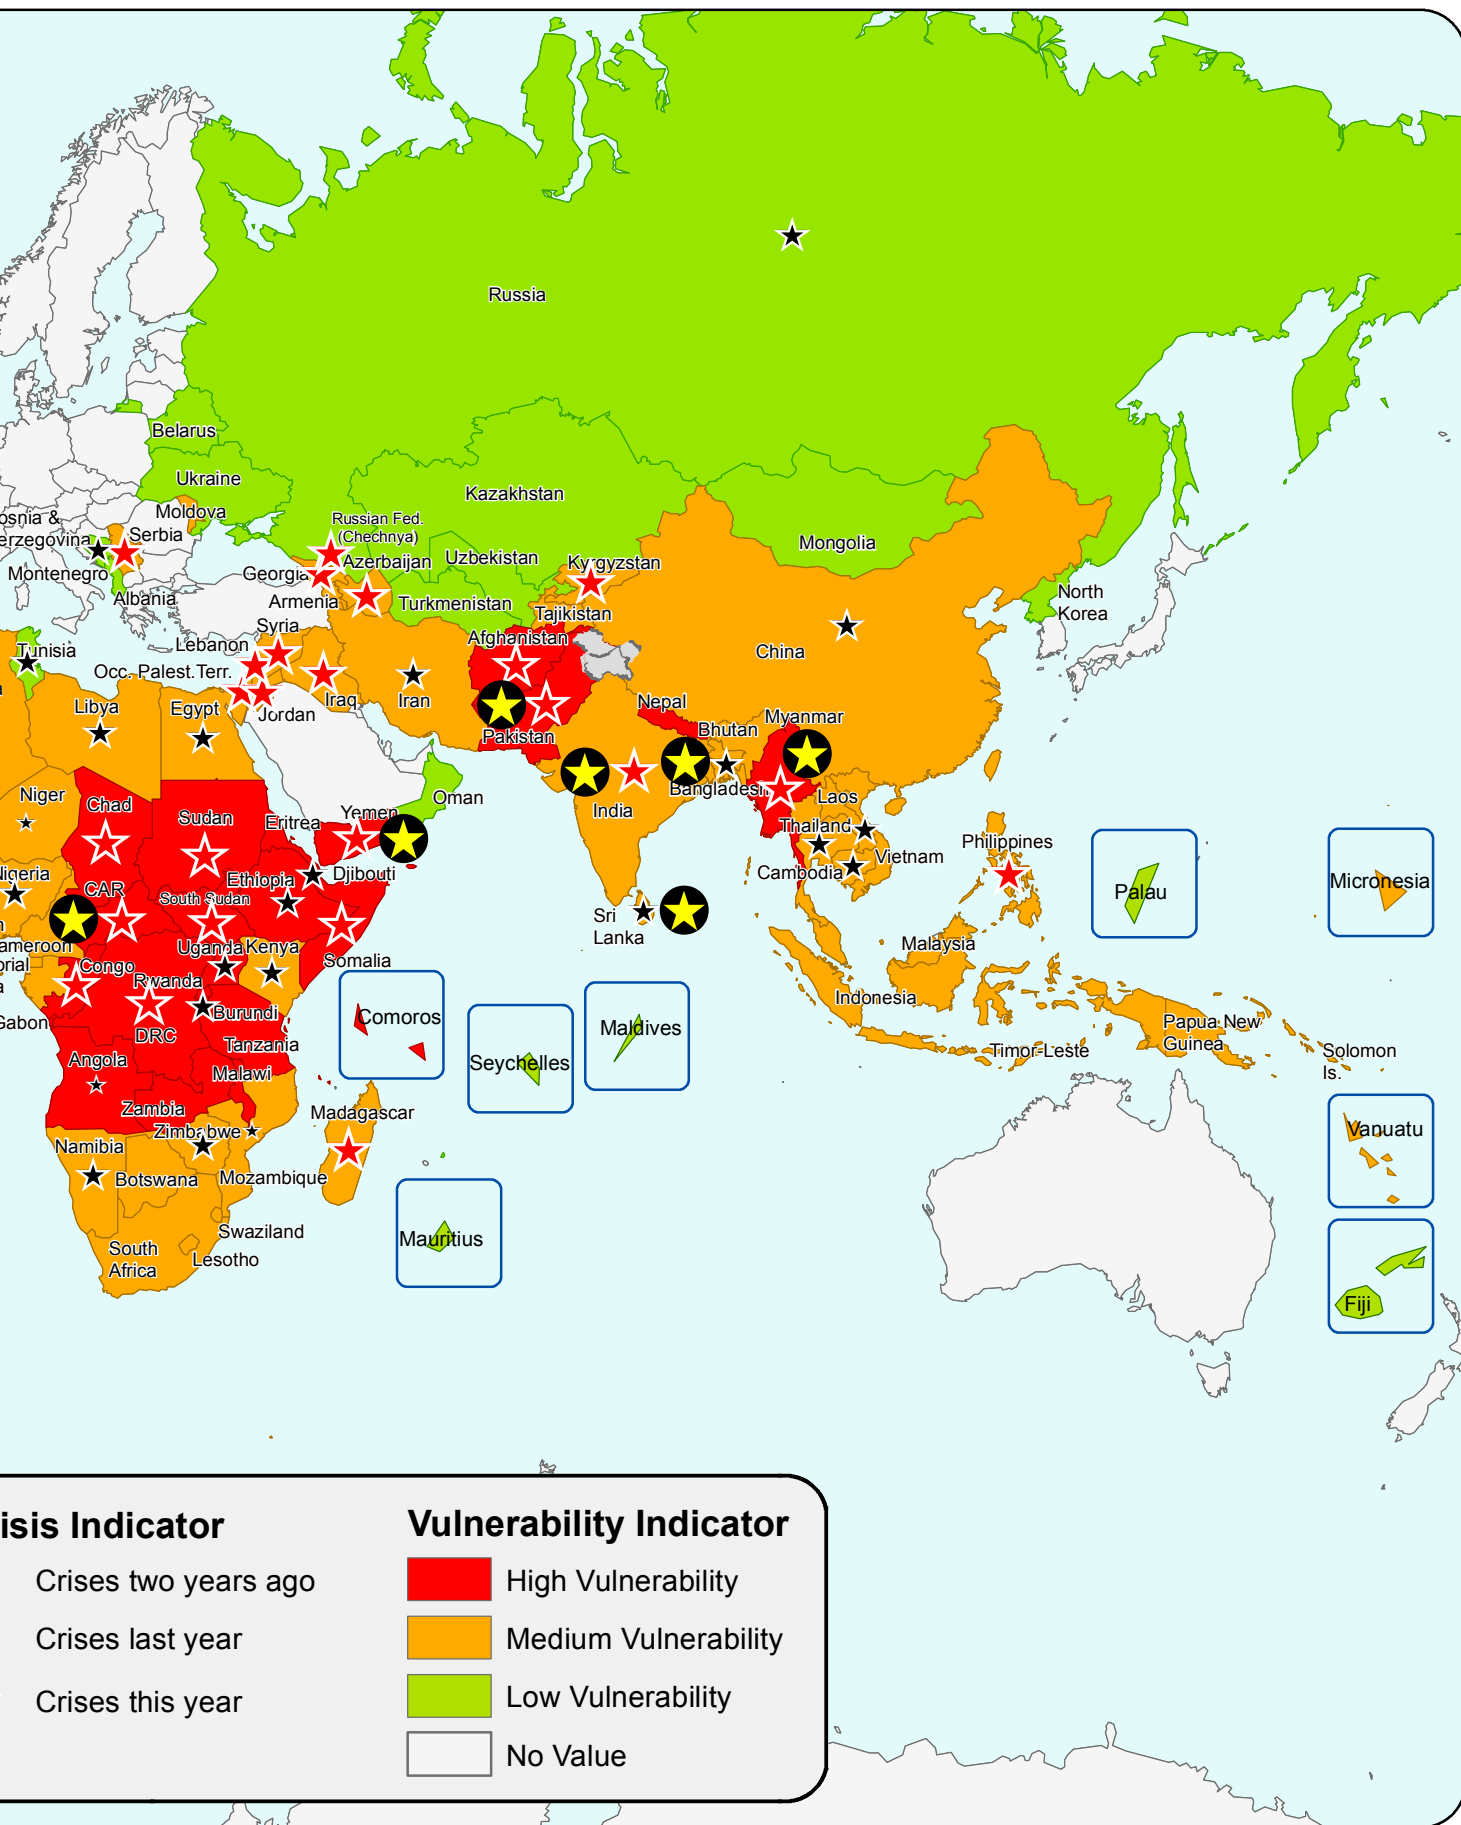 Russia
Belarus
Ukraine
Kazakhstan
Moldova
osnia &
erzegovina
Serbia
Russian Fed.
(Chechnya)
Mongolia
Azerbaijan
Uzbekistan
Kyrgyzstan
Montenegro
Georgia
Albania
Armenia
Turkmenistan
Tajikistan
North
Korea
Syria
Tunisia
Lebanon
Afghanistan
China
Occ. Palest.Terr.
Iraq
Iran
Libya
Egypt
Jordan
Nepal
Pakistan
Bhutan
Myanmar
Niger
Chad
Sudan
Eritrea
Yemen
Oman
India
Bangladesh
Laos
Thailand
Philippines
Nigeria
CAR
Ethiopia
Djibouti
Cambodia
Vietnam
Palau
Micronesia
South Sudan
Sri
Lanka
ameroon
orial
a
Uganda
Kenya
Somalia
Malaysia
Congo
Rwanda
Gabon
DRC
Burundi
Comoros
Maldives
Indonesia
Papua New
Guinea
Tanzania
Seychelles
Timor-Leste
Solomon
Is.
Angola
Malawi
Zambia
Zimbabwe
Madagascar
Vanuatu
Namibia
Botswana
Mozambique
Swaziland
Mauritius
South
Africa
Lesotho
Fiji
isis Indicator
Crises two years ago
Crises last year
Crises this year
Vulnerability Indicator
High Vulnerability
Medium Vulnerability
Low Vulnerability
No Value